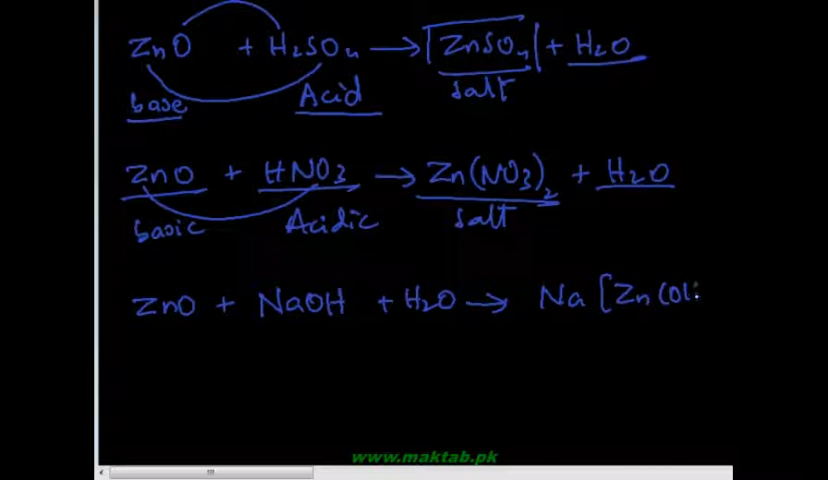 ZnO + H₂SO₄ → ZnSO₄ + H₂O
base Acid salt
ZnO + HNO₃ → Zn(NO₃)₂ + H₂O
basic Acidic salt
ZnO + NaOH + H₂O → Na [Zn(OH
www.maktab.pk